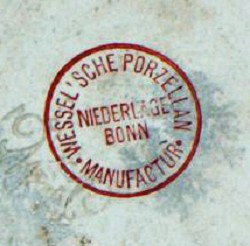 WESSEL'SCHE PORZELLAN
NIEDERLAGE
BONN
• MANUFACTUR •